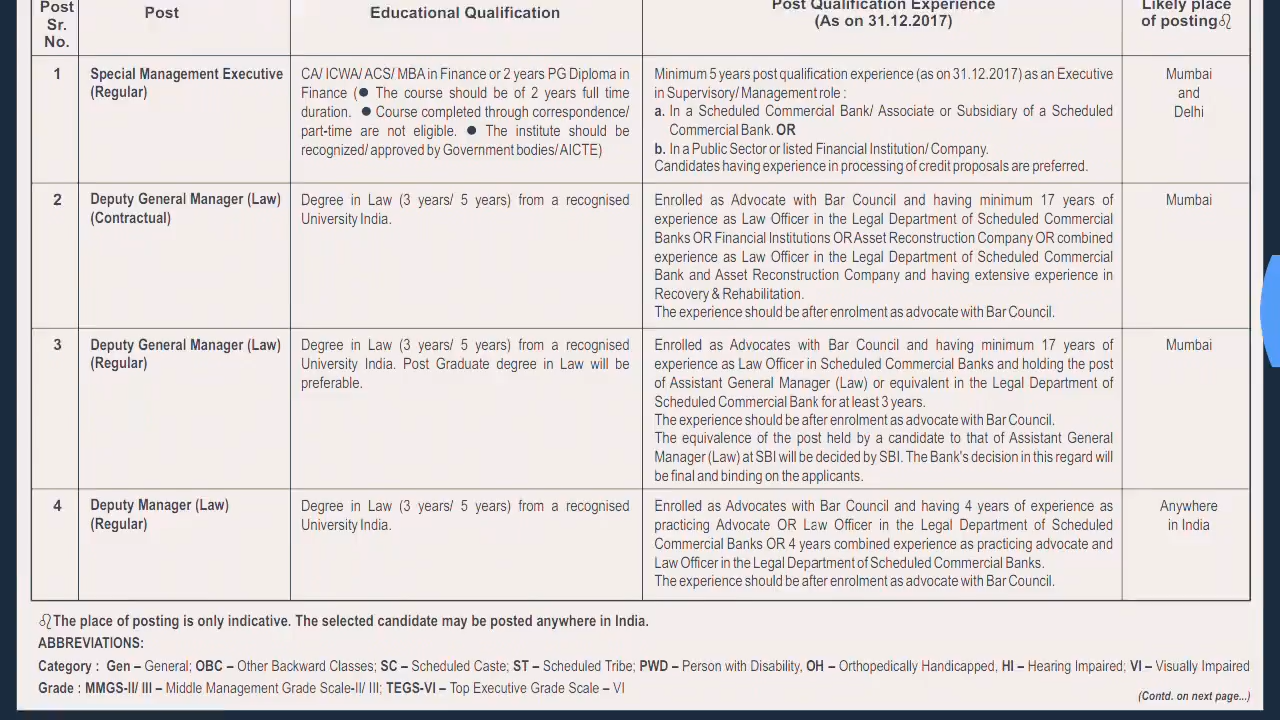 Post
Sr.
No.
Post
Educational Qualification
Post Qualification Experience
(As on 31.12.2017)
Likely place
of posting♌
1
Special Management Executive
(Regular)
CA/ ICWA/ ACS/ MBA in Finance or 2 years PG Diploma in
Finance (● The course should be of 2 years full time
duration. ● Course completed through correspondence/
part-time are not eligible. ● The institute should be
recognized/ approved by Government bodies/ AICTE)
Minimum 5 years post qualification experience (as on 31.12.2017) as an Executive
in Supervisory/ Management role :
a. In a Scheduled Commercial Bank/ Associate or Subsidiary of a Scheduled
Commercial Bank. OR
b. In a Public Sector or listed Financial Institution/ Company.
Candidates having experience in processing of credit proposals are preferred.
Mumbai
and
Delhi
2
Deputy General Manager (Law)
(Contractual)
Degree in Law (3 years/ 5 years) from a recognised
University India.
Enrolled as Advocate with Bar Council and having minimum 17 years of
experience as Law Officer in the Legal Department of Scheduled Commercial
Banks OR Financial Institutions OR Asset Reconstruction Company OR combined
experience as Law Officer in the Legal Department of Scheduled Commercial
Bank and Asset Reconstruction Company and having extensive experience in
Recovery & Rehabilitation.
The experience should be after enrolment as advocate with Bar Council.
Mumbai
3
Deputy General Manager (Law)
(Regular)
Degree in Law (3 years/ 5 years) from a recognised
University India. Post Graduate degree in Law will be
preferable.
Enrolled as Advocates with Bar Council and having minimum 17 years of
experience as Law Officer in Scheduled Commercial Banks and holding the post
of Assistant General Manager (Law) or equivalent in the Legal Department of
Scheduled Commercial Bank for at least 3 years.
The experience should be after enrolment as advocate with Bar Council.
The equivalence of the post held by a candidate to that of Assistant General
Manager (Law) at SBI will be decided by SBI. The Bank's decision in this regard will
be final and binding on the applicants.
Mumbai
4
Deputy Manager (Law)
(Regular)
Degree in Law (3 years/ 5 years) from a recognised
University India.
Enrolled as Advocates with Bar Council and having 4 years of experience as
practicing Advocate OR Law Officer in the Legal Department of Scheduled
Commercial Banks OR 4 years combined experience as practicing advocate and
Law Officer in the Legal Department of Scheduled Commercial Banks.
The experience should be after enrolment as advocate with Bar Council.
Anywhere
in India
♌The place of posting is only indicative. The selected candidate may be posted anywhere in India.
ABBREVIATIONS:
Category : Gen – General; OBC – Other Backward Classes; SC – Scheduled Caste; ST – Scheduled Tribe; PWD – Person with Disability, OH – Orthopedically Handicapped, HI – Hearing Impaired; VI – Visually Impaired
Grade : MMGS-II/ III – Middle Management Grade Scale-II/ III; TEGS-VI – Top Executive Grade Scale – VI
(Contd. on next page...)